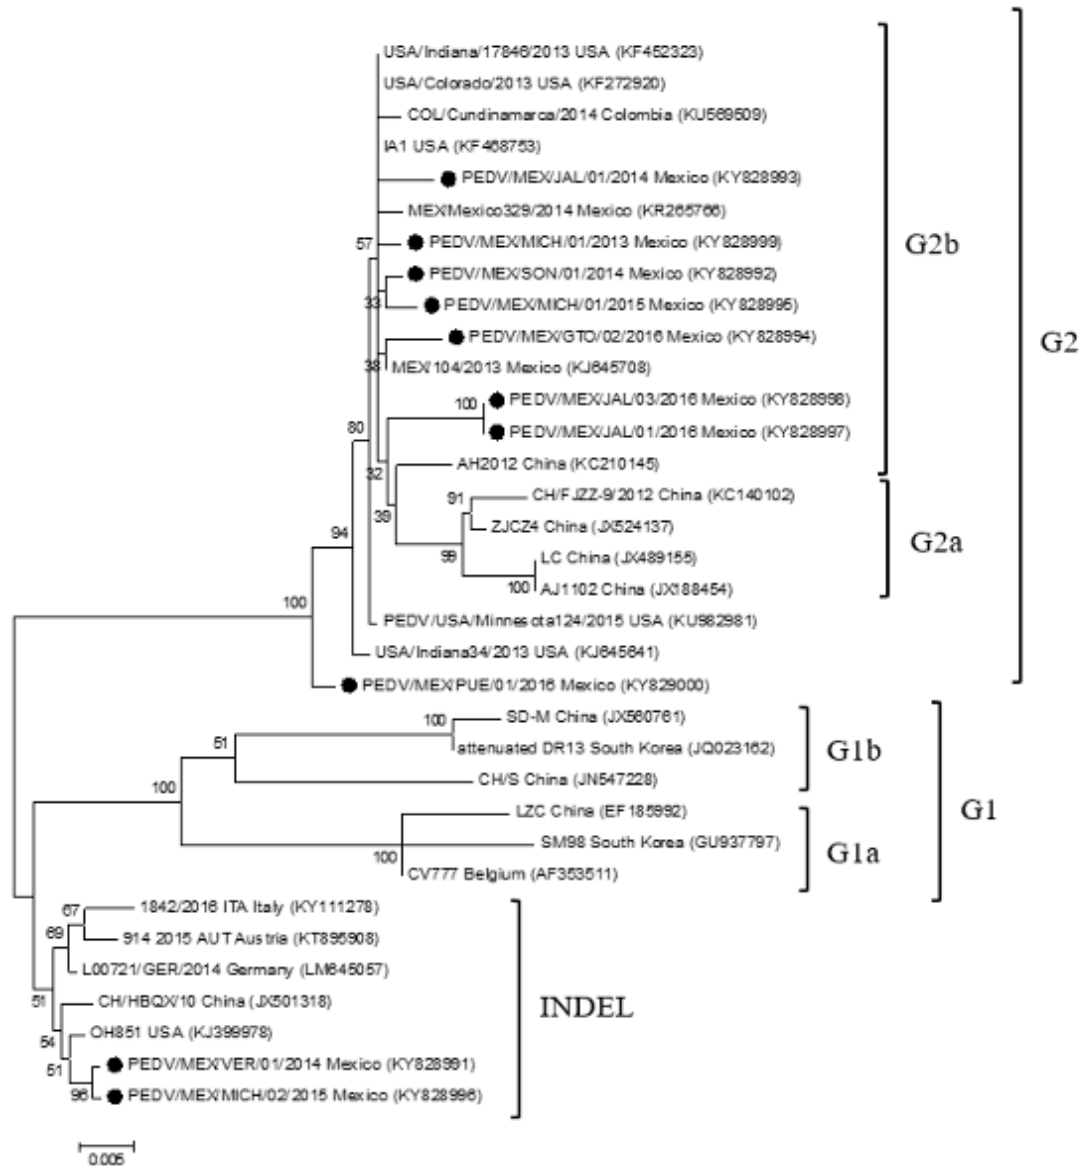 USA/Indiana/17846/2013 USA (KF452323)
USA/Colorado/2013 USA (KF272920)
COL/Cundinamarca/2014 Colombia (KU569509)
IA1 USA (KF468753)
PEDV/MEX/JAL/01/2014 Mexico (KY828993)
MEX/Mexico329/2014 Mexico (KR265766)
57
PEDV/MEX/MICH/01/2013 Mexico (KY828999)
G2b
PEDV/MEX/SON/01/2014 Mexico (KY828992)
33
PEDV/MEX/MICH/01/2015 Mexico (KY828995)
PEDV/MEX/GTO/02/2016 Mexico (KY828994)
G2
38
MEX/104/2013 Mexico (KJ645708)
100
PEDV/MEX/JAL/03/2016 Mexico (KY828998)
80
PEDV/MEX/JAL/01/2016 Mexico (KY828997)
32
AH2012 China (KC210145)
91
CH/FJZZ-9/2012 China (KC140102)
39
ZJCZ4 China (JX524137)
94
99
G2a
LC China (JX489155)
100
AJ1102 China (JX188454)
100
PEDV/USA/Minnesota124/2015 USA (KU982981)
USA/Indiana34/2013 USA (KJ645641)
PEDV/MEX/PUE/01/2016 Mexico (KY829000)
100
SD-M China (JX560761)
51
attenuated DR13 South Korea (JQ023162)
G1b
CH/S China (JN547228)
100
LZC China (EF185992)
G1
SM98 South Korea (GU937797)
G1a
100
CV777 Belgium (AF353511)
67
1842/2016 ITA Italy (KY111278)
69
914 2015 AUT Austria (KT895908)
L00721/GER/2014 Germany (LM645057)
51
CH/HBQX/10 China (JX501318)
INDEL
54
OH851 USA (KJ399978)
51
PEDV/MEX/VER/01/2014 Mexico (KY828991)
96
PEDV/MEX/MICH/02/2015 Mexico (KY828996)
0.005